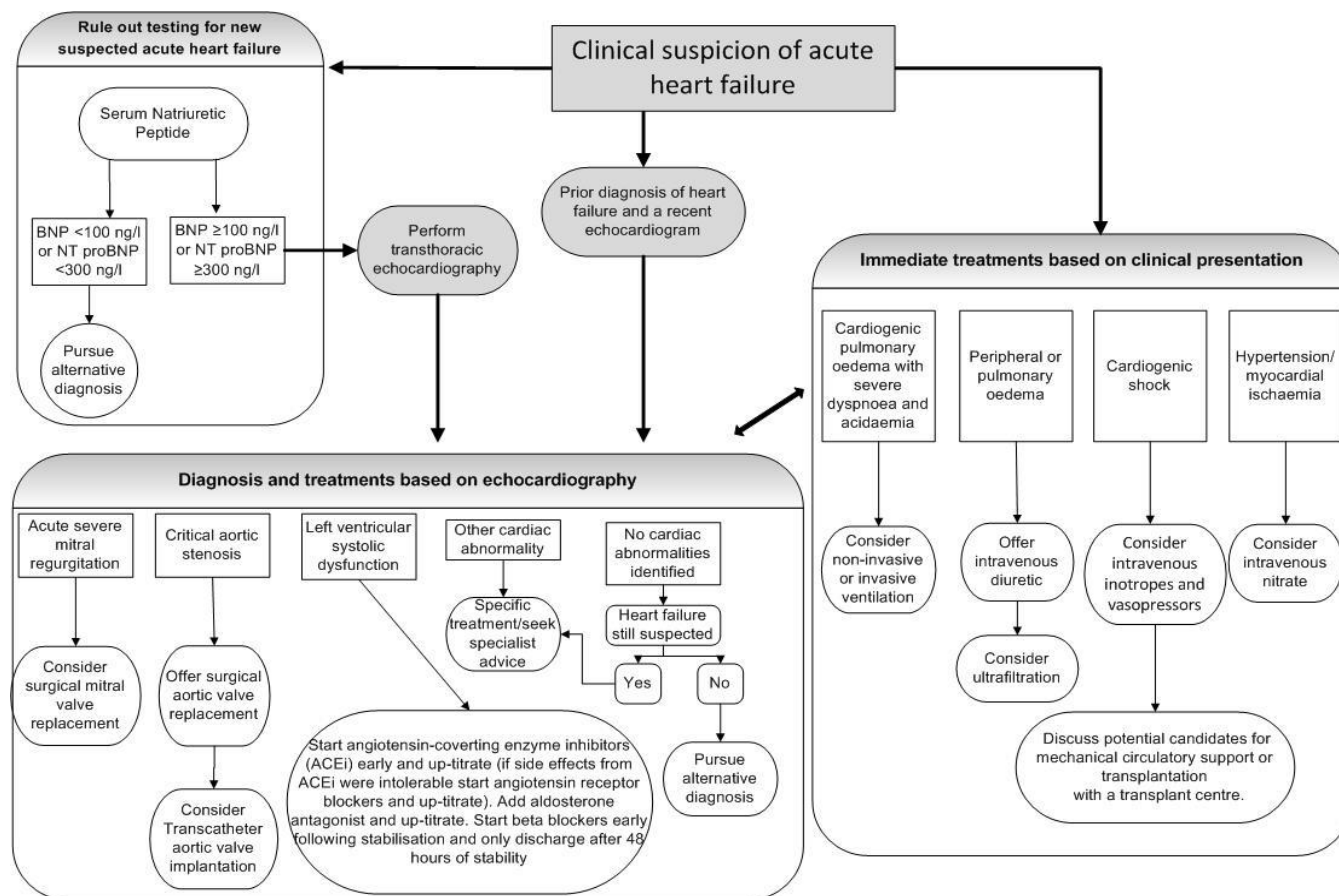 Clinical suspicion of acute
heart failure
Rule out testing for new
suspected acute heart failure
Serum Natriuretic
Peptide
BNP <100 ng/l
or NT proBNP
<300 ng/l
BNP ≥100 ng/l
or NT proBNP
≥300 ng/l
Pursue
alternative
diagnosis
Perform
transthoracic
echocardiography
Prior diagnosis of heart
failure and a recent
echocardiogram
Immediate treatments based on clinical presentation
Cardiogenic
pulmonary
oedema with
severe
dyspnoea and
acidaemia
Peripheral or
pulmonary
oedema
Cardiogenic
shock
Hypertension/
myocardial
ischaemia
Consider
non-invasive
or invasive
ventilation
Offer
intravenous
diuretic
Consider
intravenous
inotropes and
vasopressors
Consider
intravenous
nitrate
Consider
ultrafiltration
Discuss potential candidates for
mechanical circulatory support or
transplantation
with a transplant centre.
Diagnosis and treatments based on echocardiography
Acute severe
mitral
regurgitation
Critical aortic
stenosis
Left ventricular
systolic
dysfunction
Other cardiac
abnormality
No cardiac
abnormalities
identified
Specific
treatment/seek
specialist
advice
Heart failure
still suspected
Yes
No
Consider
surgical mitral
valve
replacement
Offer surgical
aortic valve
replacement
Consider
Transcatheter
aortic valve
implantation
Start angiotensin-coverting enzyme inhibitors
(ACEi) early and up-titrate (if side effects from
ACEi were intolerable start angiotensin receptor
blockers and up-titrate). Add aldosterone
antagonist and up-titrate. Start beta blockers early
following stabilisation and only discharge after 48
hours of stability
Pursue
alternative
diagnosis